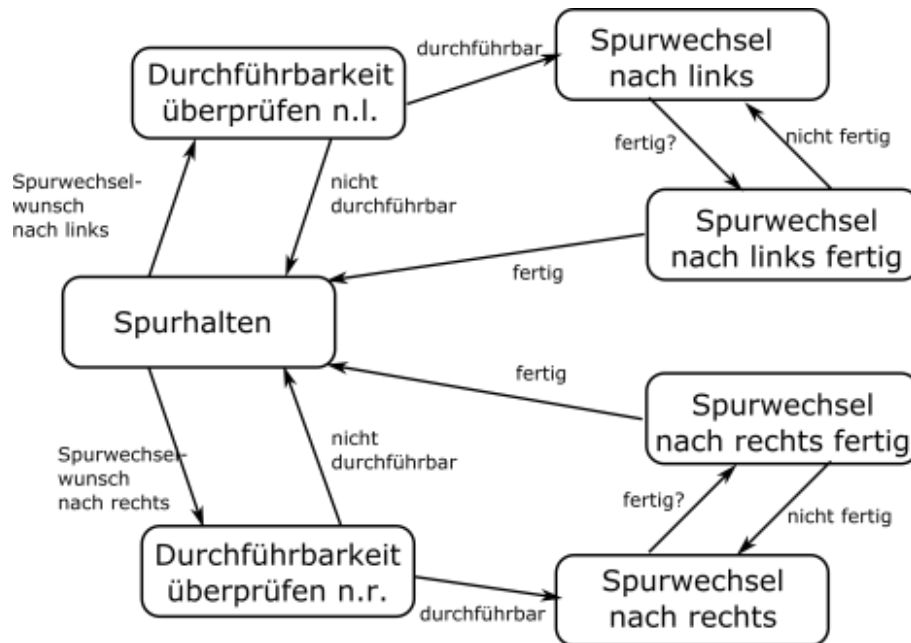 Spurwechsel
nach links
durchführbar
Durchführbarkeit
überprüfen n.l.
fertig?
nicht fertig
Spurwechsel-
wunsch
nach links
nicht
durchführbar
Spurwechsel
nach links fertig
fertig
Spurhalten
fertig
Spurwechsel
nach rechts fertig
Spurwechsel-
wunsch
nach rechts
nicht
durchführbar
fertig?
nicht fertig
Durchführbarkeit
überprüfen n.r.
durchführbar
Spurwechsel
nach rechts